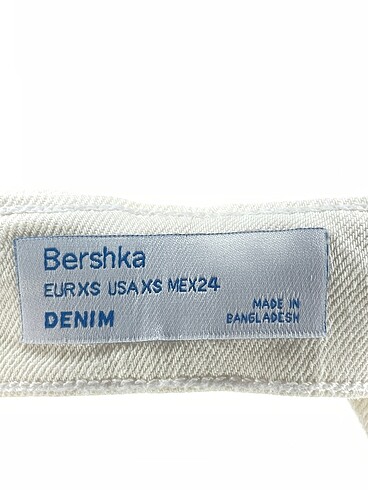 Bershka
EURXS USAXS MEX24
DENIM
MADE IN
BANGLADESH